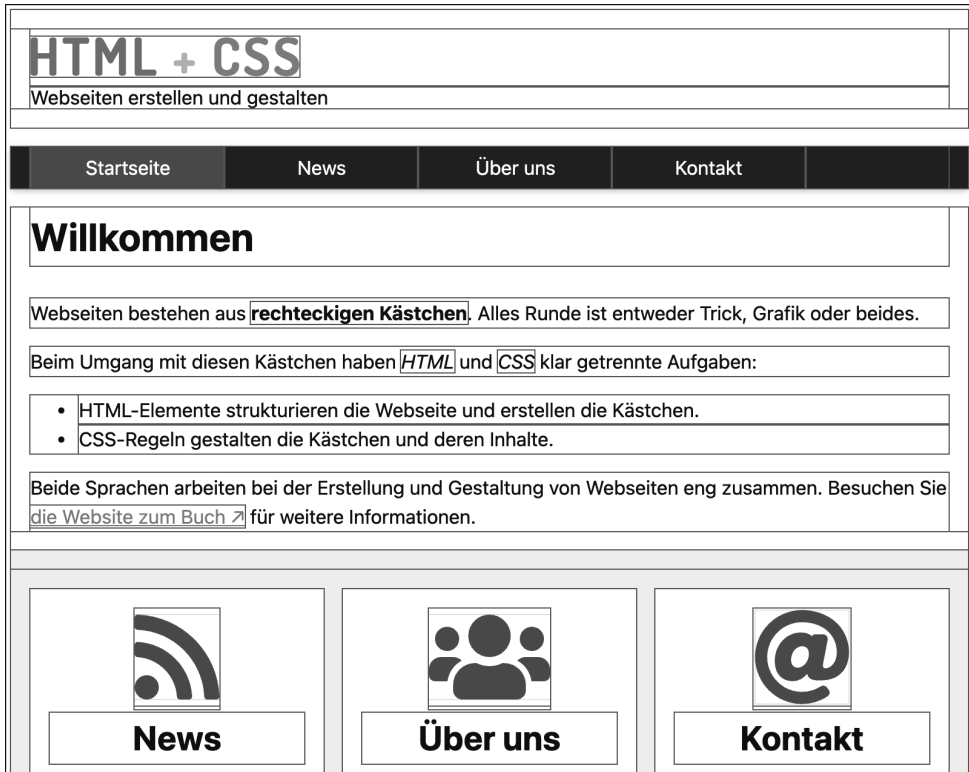 HTML + CSS
Webseiten erstellen und gestalten
Startseite News Über uns Kontakt
Willkommen
Webseiten bestehen aus rechteckigen Kästchen. Alles Runde ist entweder Trick, Grafik oder beides.
Beim Umgang mit diesen Kästchen haben HTML und CSS klar getrennte Aufgaben:
• HTML-Elemente strukturieren die Webseite und erstellen die Kästchen.
• CSS-Regeln gestalten die Kästchen und deren Inhalte.
Beide Sprachen arbeiten bei der Erstellung und Gestaltung von Webseiten eng zusammen. Besuchen Sie
die Website zum Buch ↗ für weitere Informationen.
News Über uns Kontakt